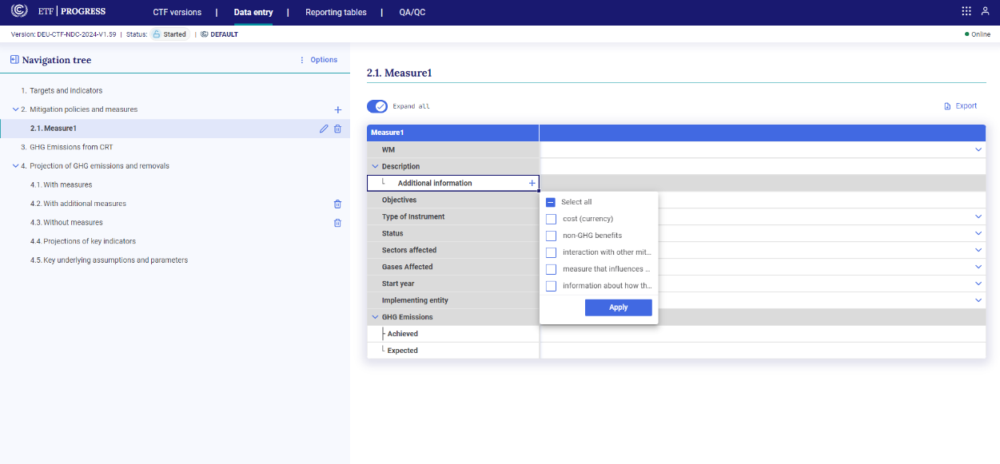 ETF | PROGRESS
CTF versions | Data entry | Reporting tables | QA/QC
Version: DEU-CTF-NDC-2024-V1.59 | Status: Started | DEFAULT
Online
Navigation tree
Options
1. Targets and indicators
2. Mitigation policies and measures
2.1. Measure1
3. GHG Emissions from CRT
4. Projection of GHG emissions and removals
4.1. With measures
4.2. With additional measures
4.3. Without measures
4.4. Projections of key indicators
4.5. Key underlying assumptions and parameters
2.1. Measure1
Expand all
Export
Measure1
WM
Description
Additional information
Objectives
Type of Instrument
Status
Sectors affected
Gases Affected
Start year
Implementing entity
GHG Emissions
Achieved
Expected
Select all
cost (currency)
non-GHG benefits
interaction with other mit...
measure that influences ...
information about how th...
Apply